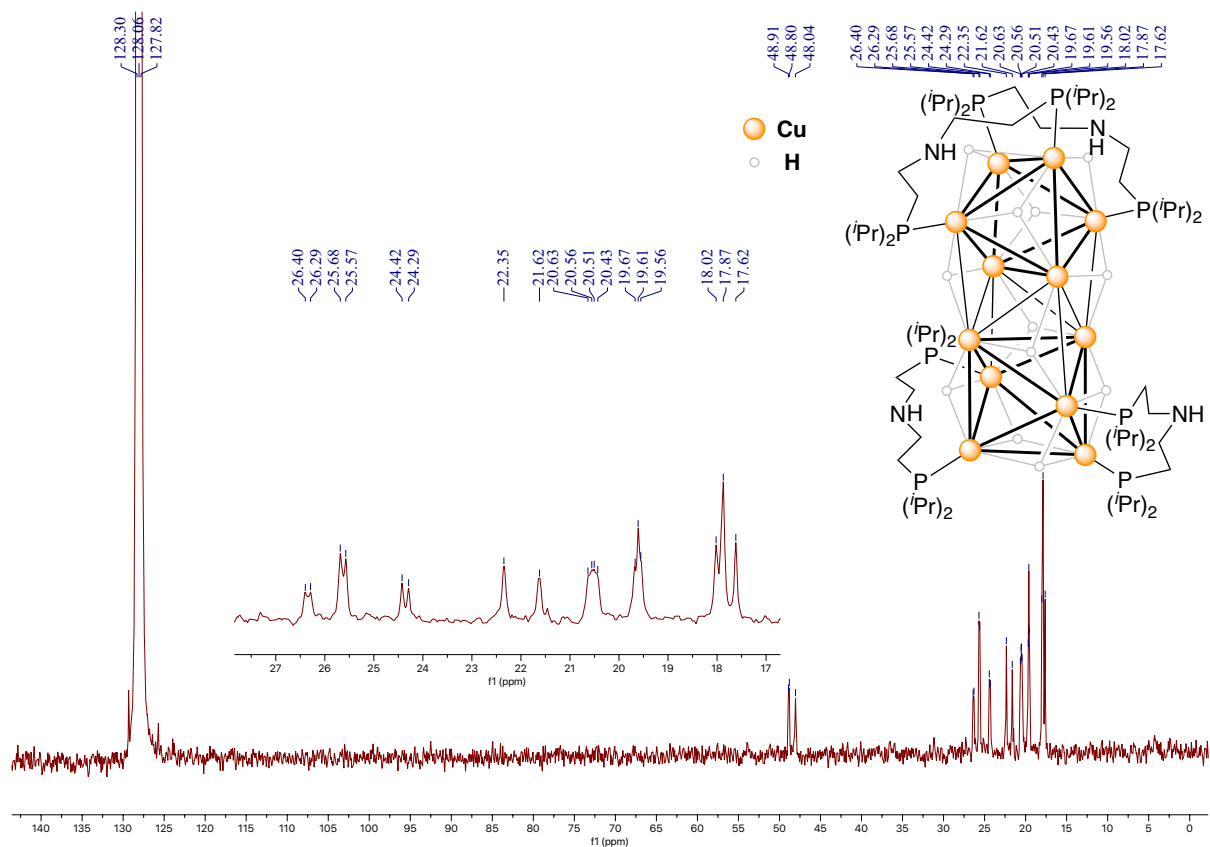 128.30
128.06
127.82
48.91
48.80
48.04
26.40
26.29
25.68
25.57
24.42
24.29
22.35
21.62
20.63
20.56
20.51
20.43
19.67
19.61
19.56
18.02
17.87
17.62
Cu
H
(iPr)2P
P(iPr)2
NH
N
H
(iPr)2P
P(iPr)2
(iPr)2
P
NH
P
(iPr)2
P
(iPr)2
NH
P
(iPr)2
26.40
26.29
25.68
25.57
24.42
24.29
22.35
21.62
20.63
20.56
20.51
20.43
19.67
19.61
19.56
18.02
17.87
17.62
27 26 25 24 23 22 21 20 19 18 17
f1 (ppm)
140 135 130 125 120 115 110 105 100 95 90 85 80 75 70 65 60 55 50 45 40 35 30 25 20 15 10 5 0
f1 (ppm)